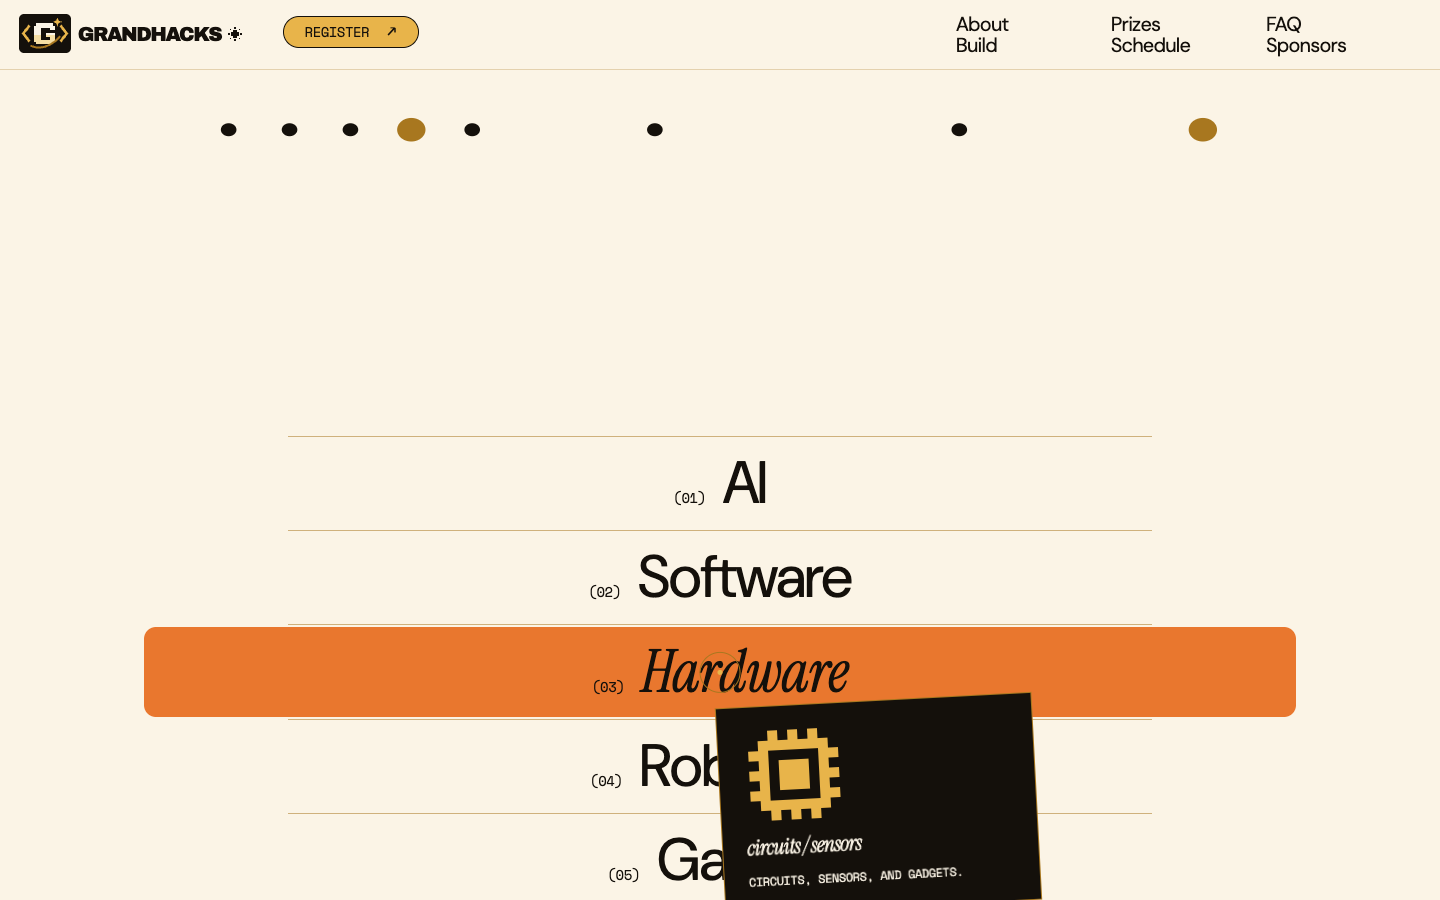 GRANDHACKS
REGISTER ↗
About
Build
Prizes
Schedule
FAQ
Sponsors
(01) AI
(02) Software
(03) Hardware
(04) Rob
(05) Ga
circuits/sensors
CIRCUITS, SENSORS, AND GADGETS.